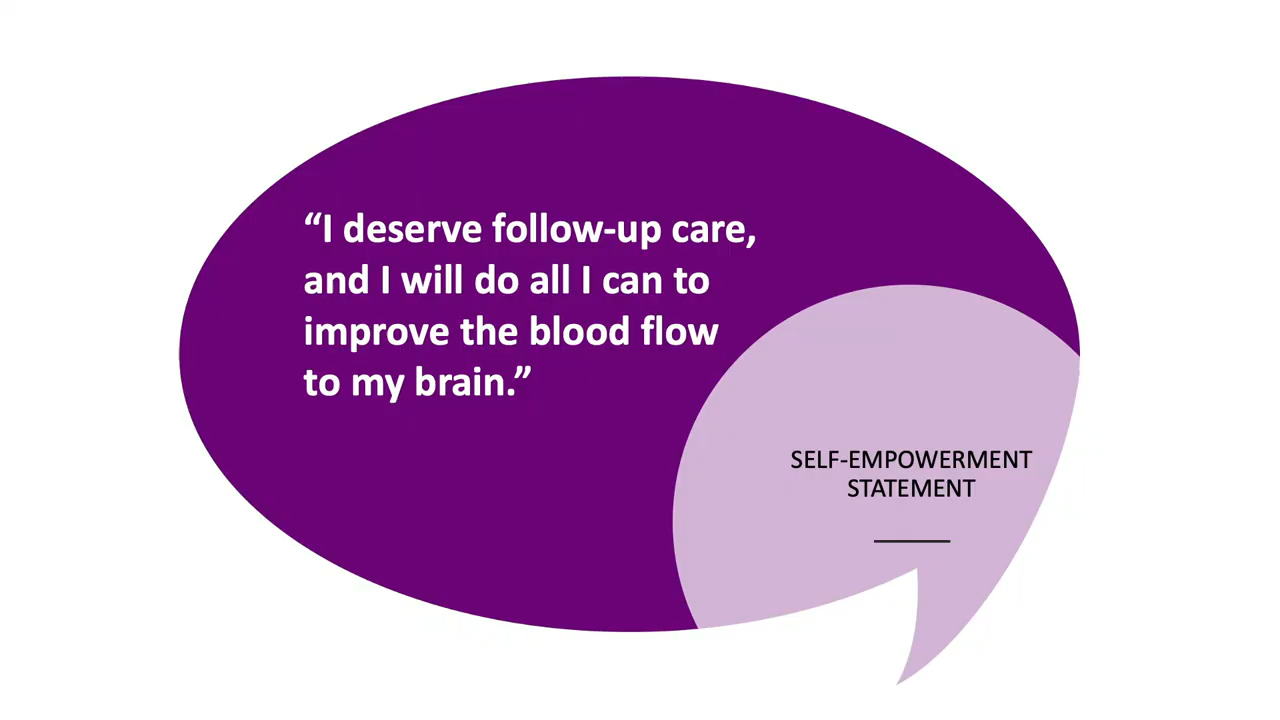 “I deserve follow-up care,
and I will do all I can to
improve the blood flow
to my brain.”
SELF-EMPOWERMENT
STATEMENT